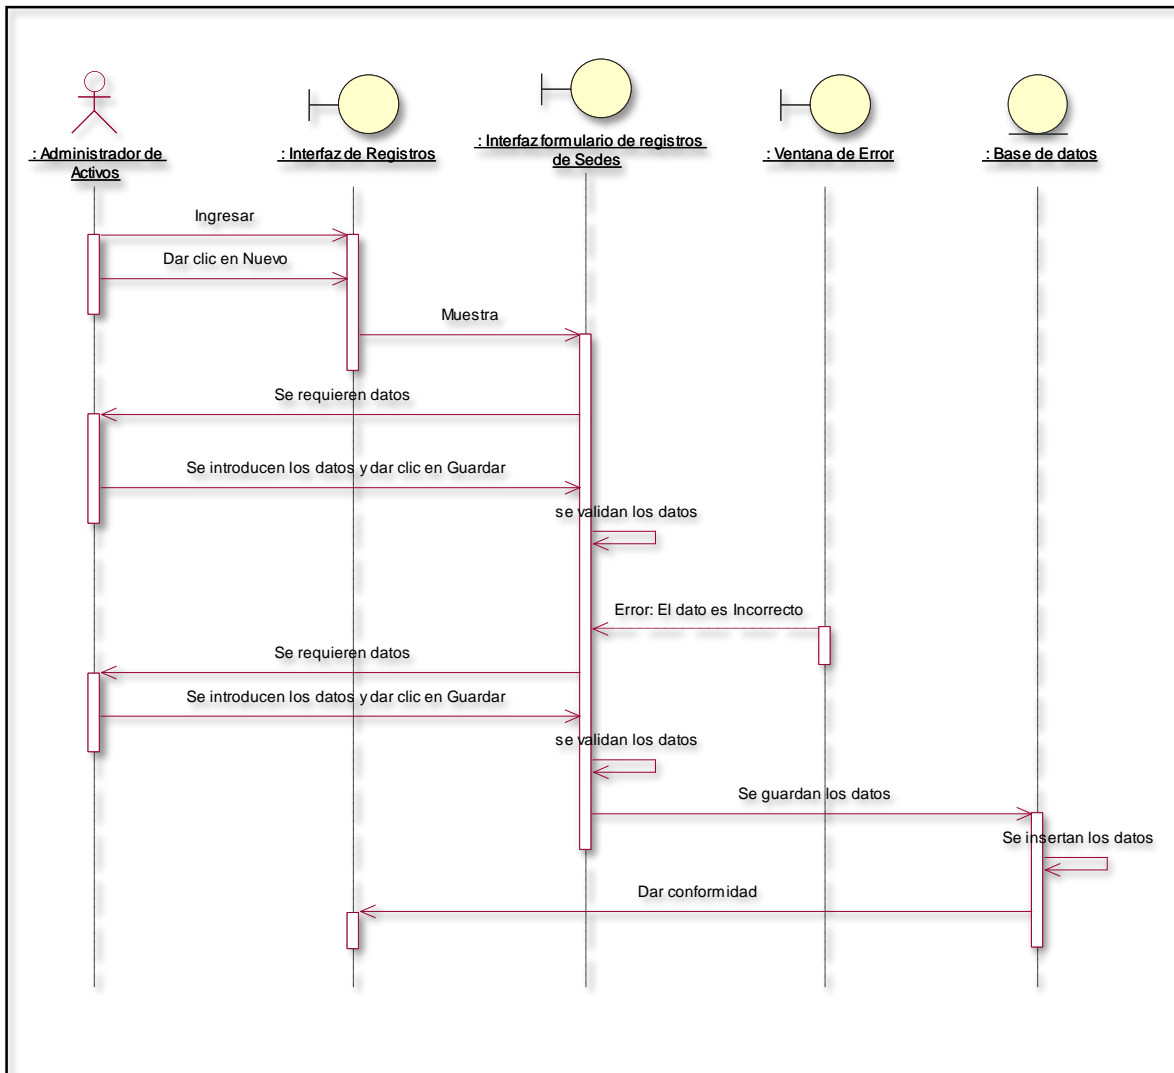 : Administrador de
Activos
: Interfaz de Registros
: Interfaz formulario de registros
de Sedes
: Ventana de Error
: Base de datos
Ingresar
Dar clic en Nuevo
Muestra
Se requieren datos
Se introducen los datos y dar clic en Guardar
se validan los datos
Error: El dato es Incorrecto
Se requieren datos
Se introducen los datos y dar clic en Guardar
se validan los datos
Se guardan los datos
Se insertan los datos
Dar conformidad